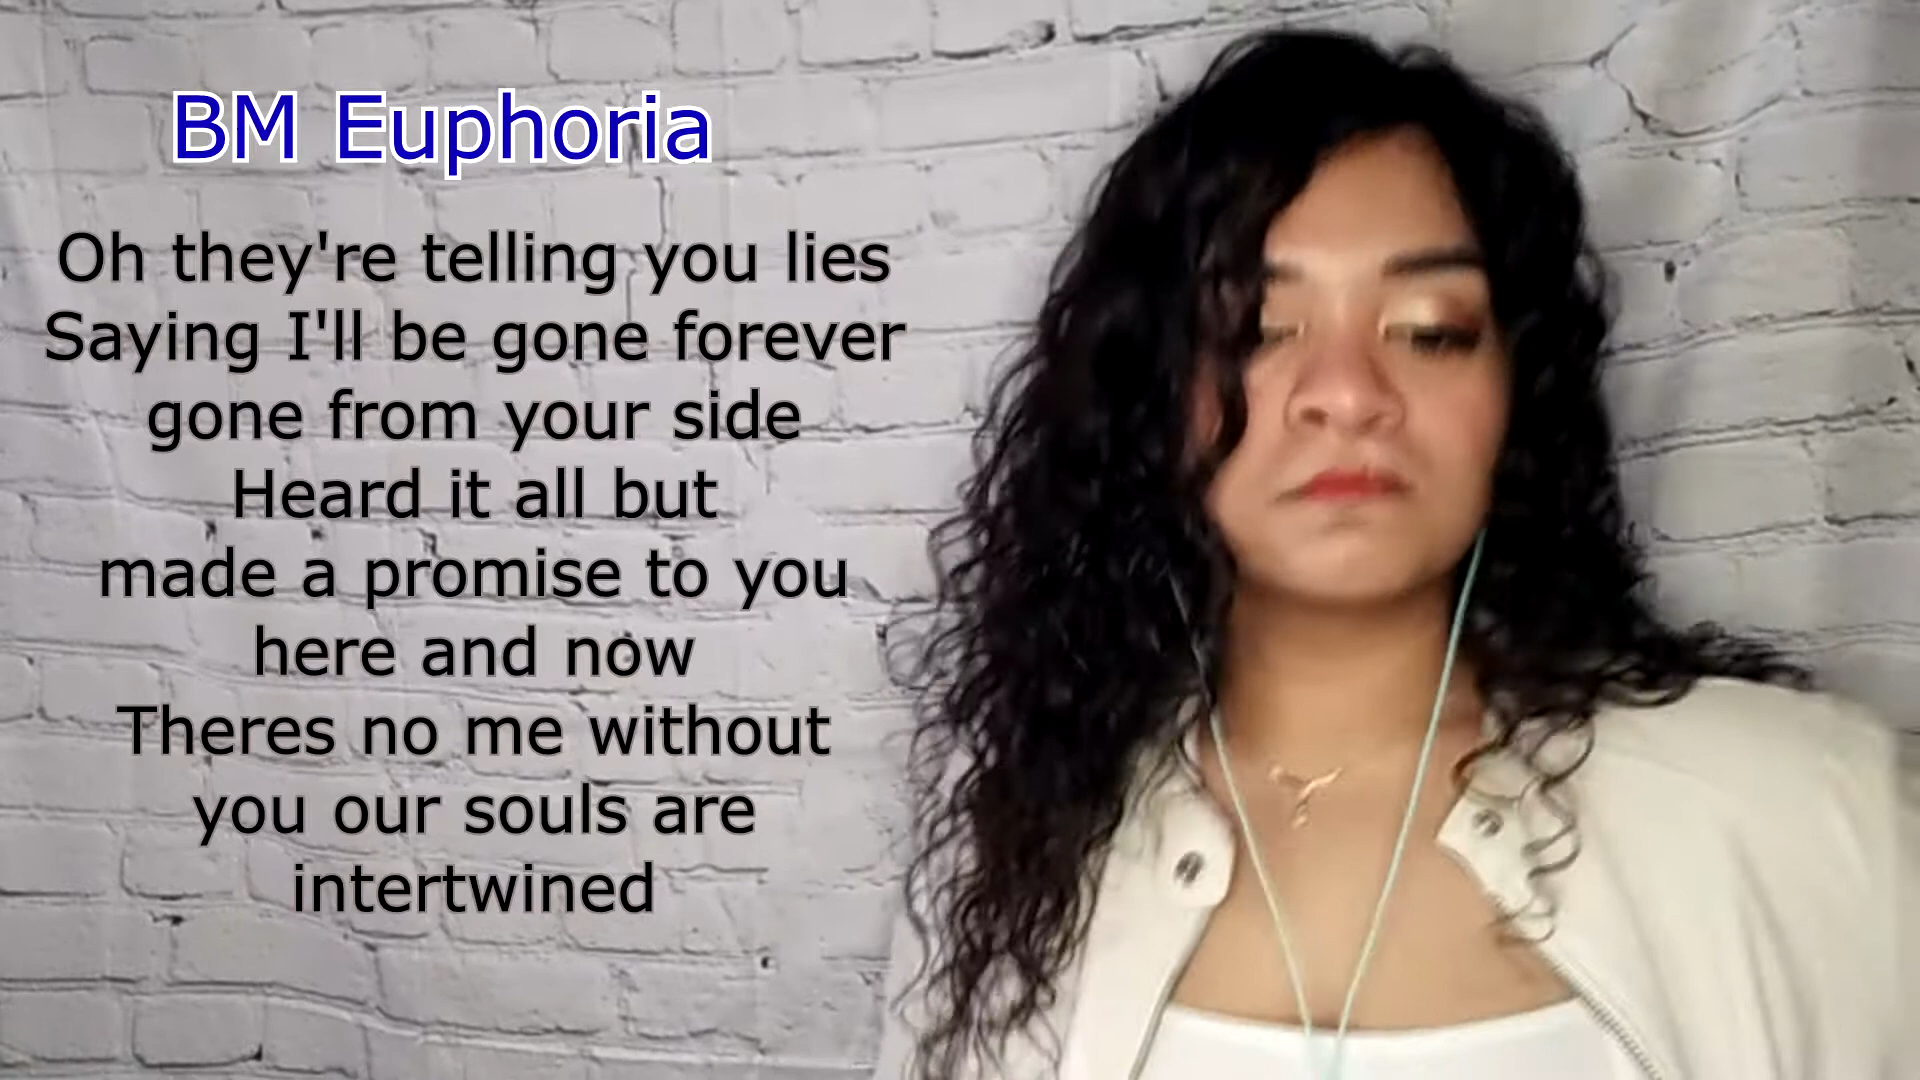 BM Euphoria
Oh they're telling you lies
Saying I'll be gone forever
gone from your side
Heard it all but
made a promise to you
here and now
Theres no me without
you our souls are
intertwined